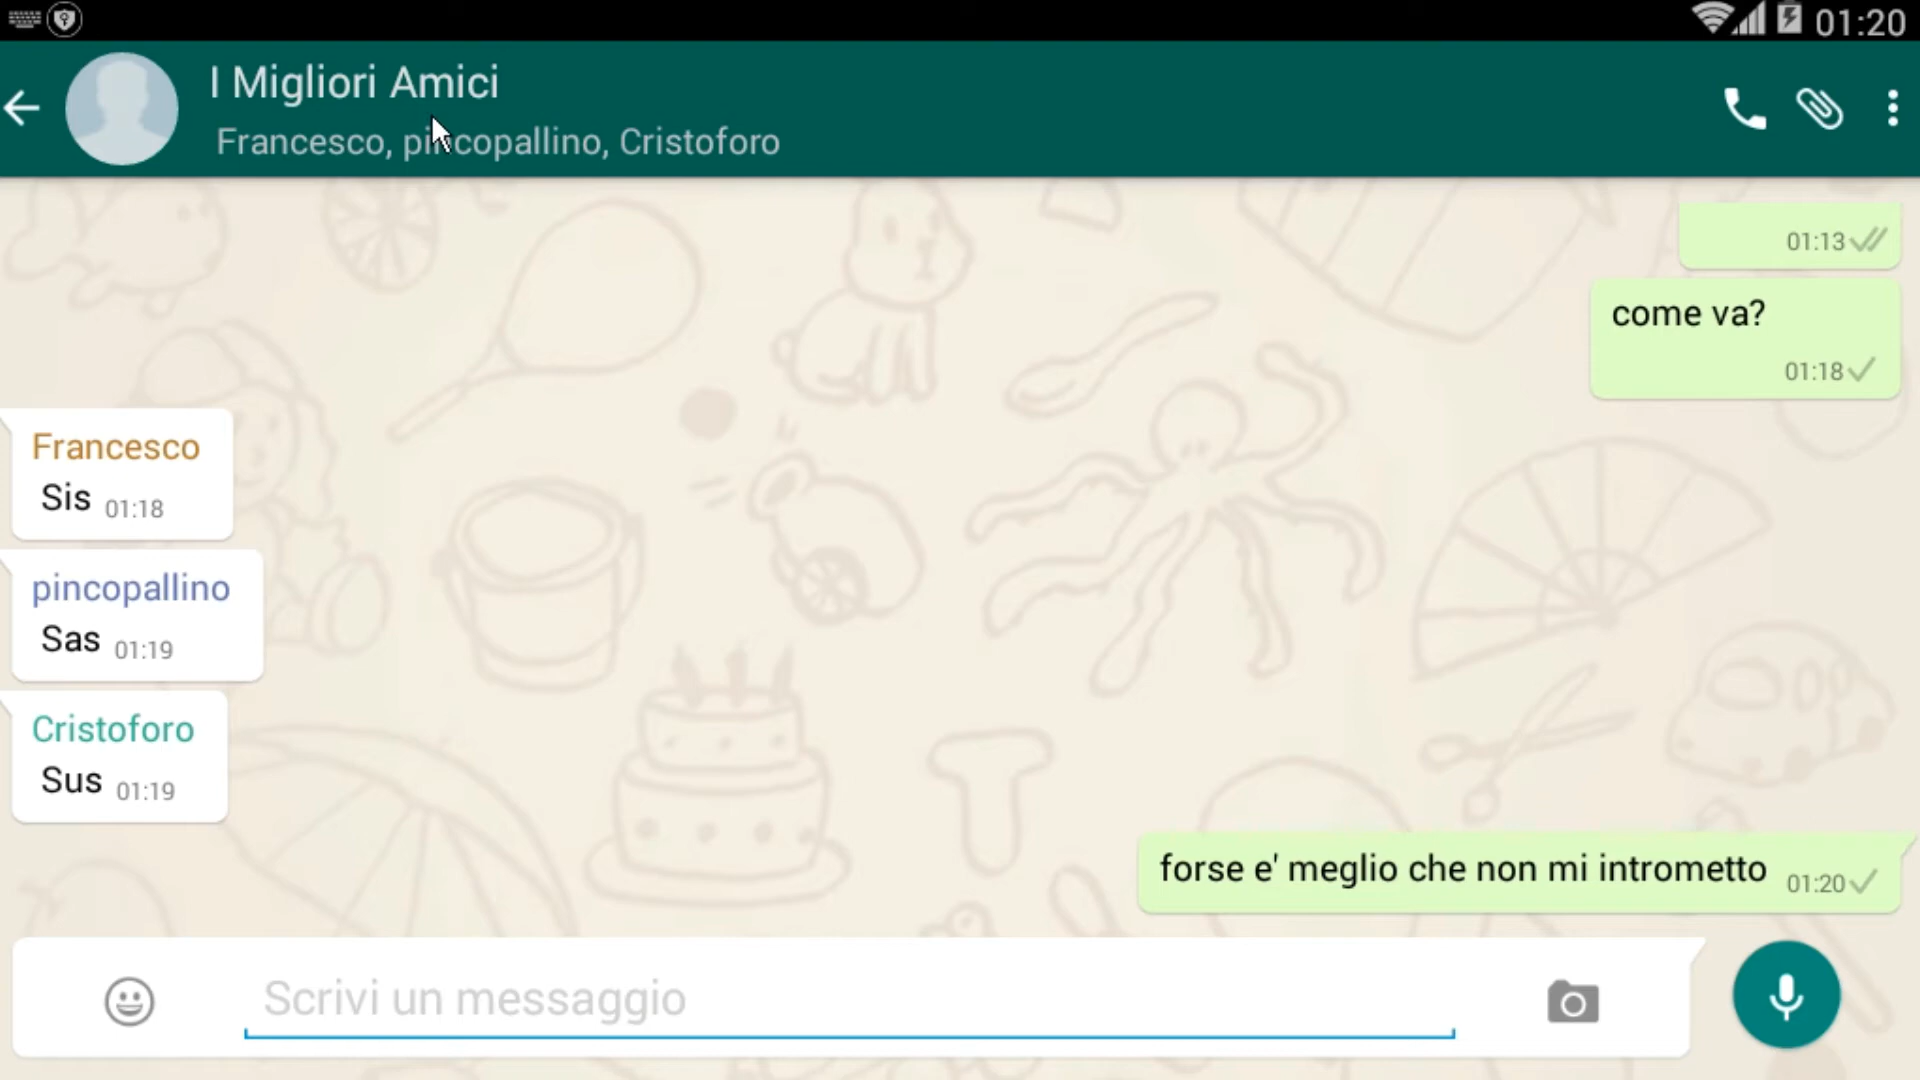 01:20
I Migliori Amici
Francesco, pincopallino, Cristoforo
01:13
come va?
01:18
Francesco
Sis 01:18
pincopallino
Sas 01:19
Cristoforo
Sus 01:19
forse e' meglio che non mi intrometto 01:20
Scrivi un messaggio